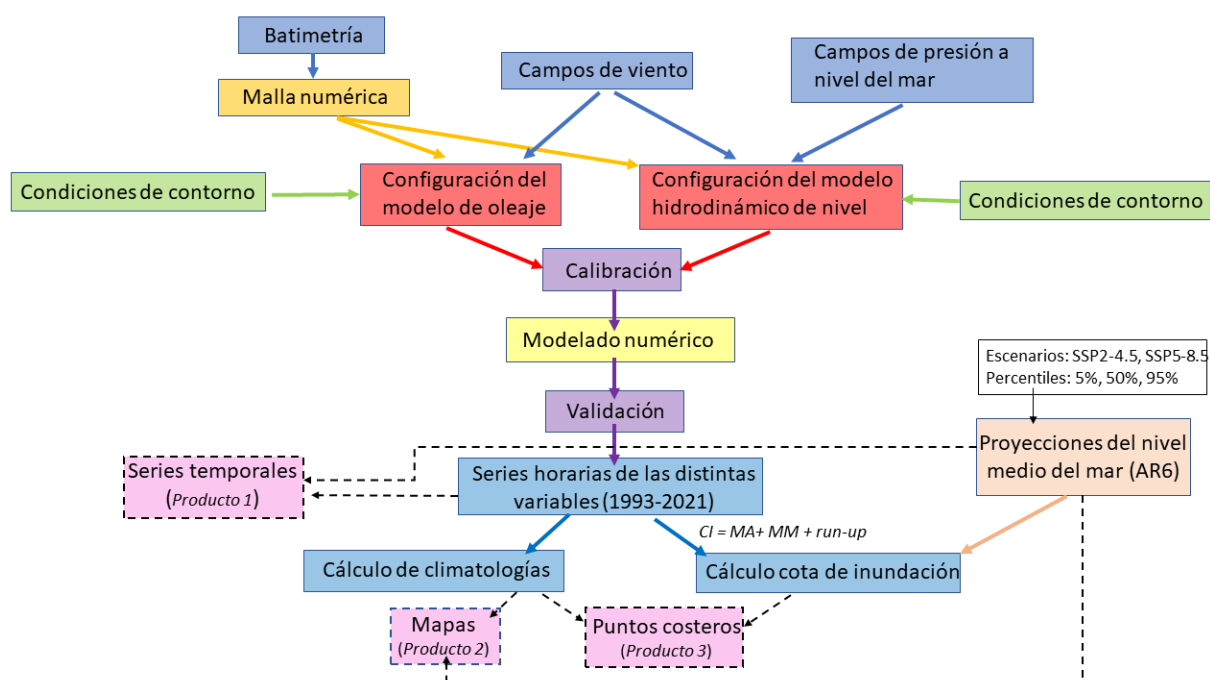 Batimetría
Campos de viento
Campos de presión a
nivel del mar
Malla numérica
Condiciones de contorno
Configuración del
modelo de oleaje
Configuración del modelo
hidrodinámico de nivel
Condiciones de contorno
Calibración
Modelado numérico
Escenarios: SSP2-4.5, SSP5-8.5
Percentiles: 5%, 50%, 95%
Validación
Proyecciones del nivel
medio del mar (AR6)
Series temporales
(Producto 1)
Series horarias de las distintas
variables (1993-2021)
CI = MA+ MM + run-up
Cálculo de climatologías
Cálculo cota de inundación
Mapas
(Producto 2)
Puntos costeros
(Producto 3)